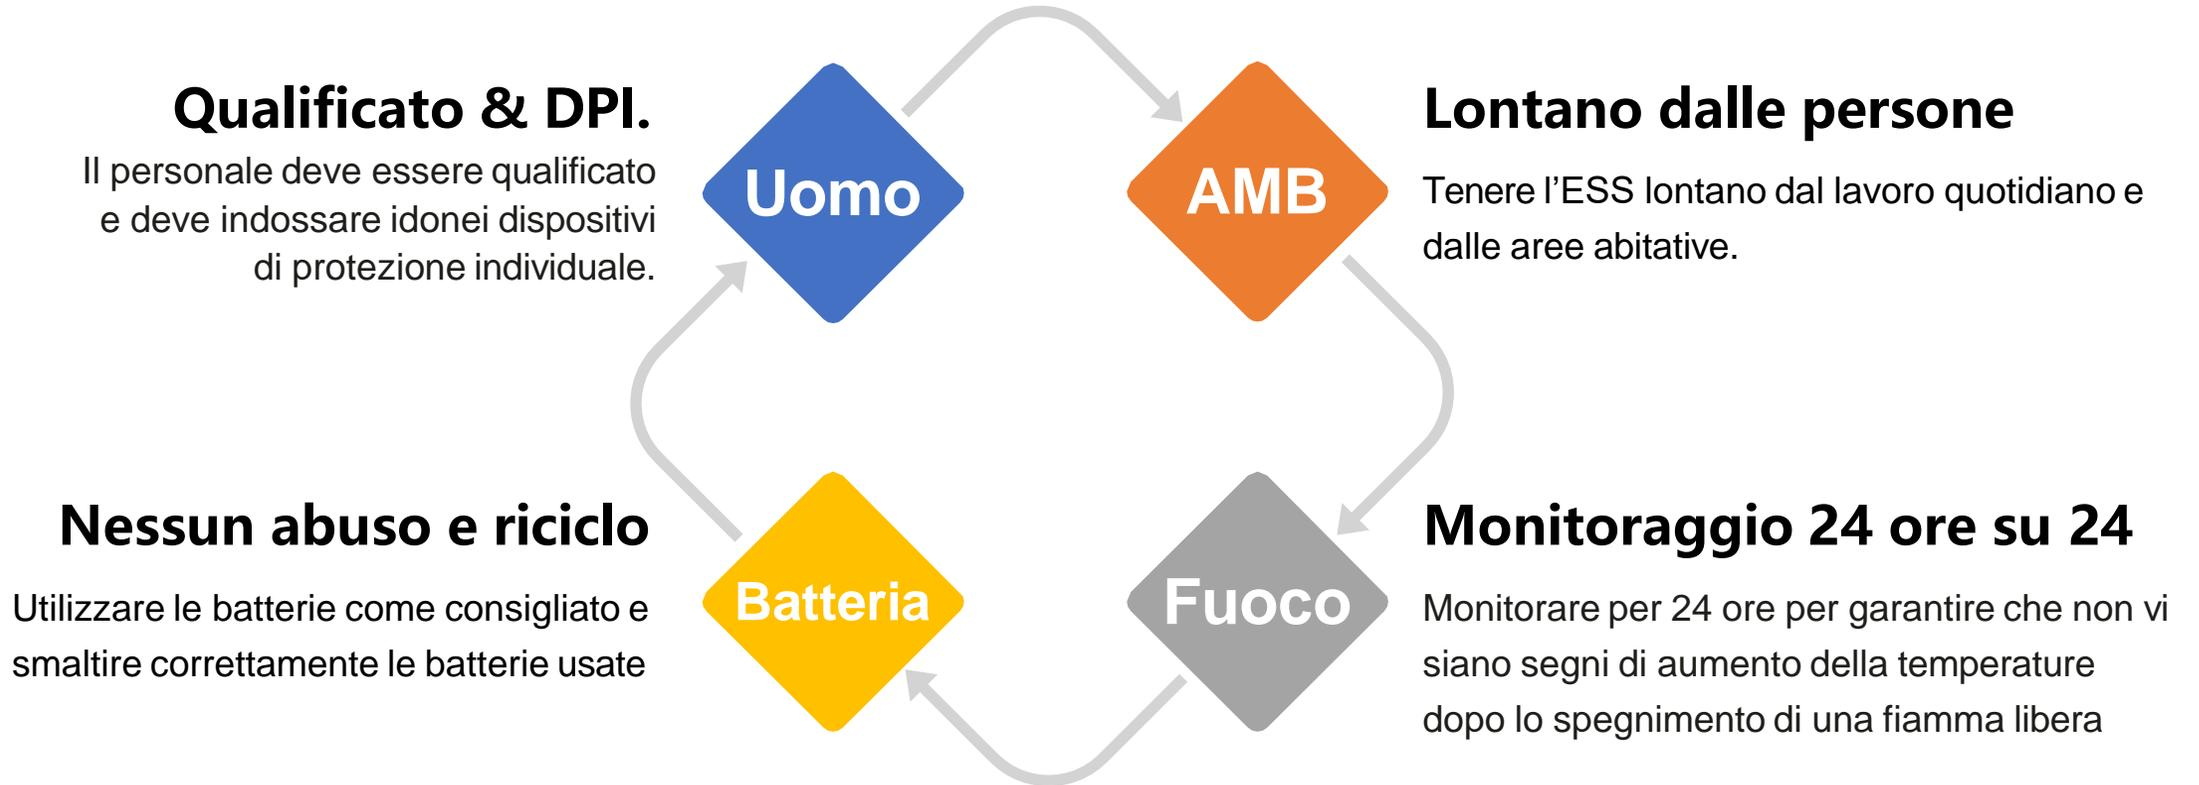 Qualificato & DPI.
Il personale deve essere qualificato
e deve indossare idonei dispositivi
di protezione individuale.
Uomo
AMB
Lontano dalle persone
Tenere l’ESS lontano dal lavoro quotidiano e
dalle aree abitative.
Nessun abuso e riciclo
Utilizzare le batterie come consigliato e
smaltire correttamente le batterie usate
Batteria
Fuoco
Monitoraggio 24 ore su 24
Monitorare per 24 ore per garantire che non vi
siano segni di aumento della temperature
dopo lo spegnimento di una fiamma libera